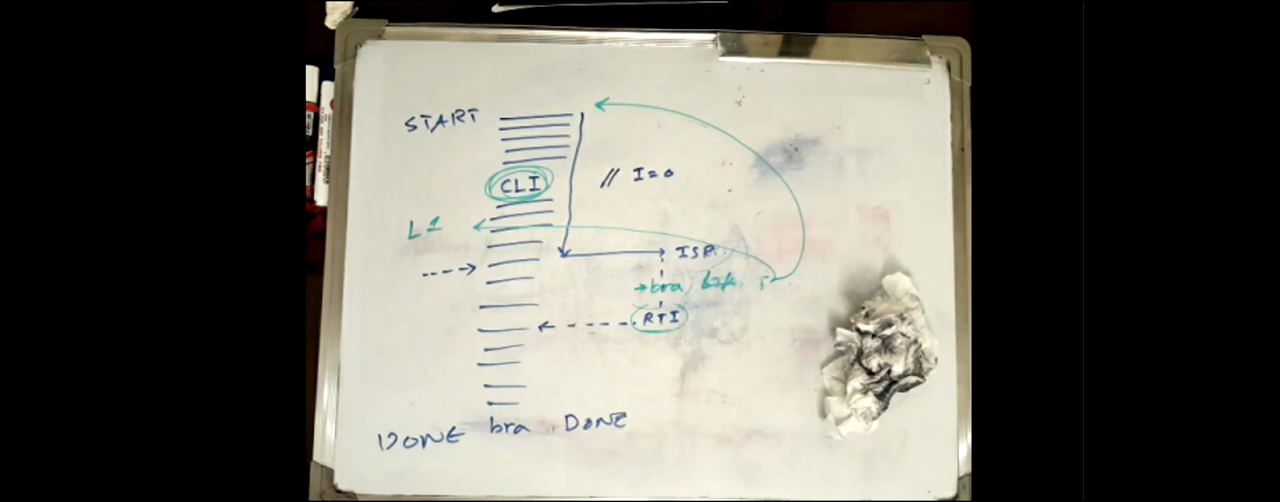 START
CLI
// I=0
L1
ISR
bra
RTI
DONE bra DONE